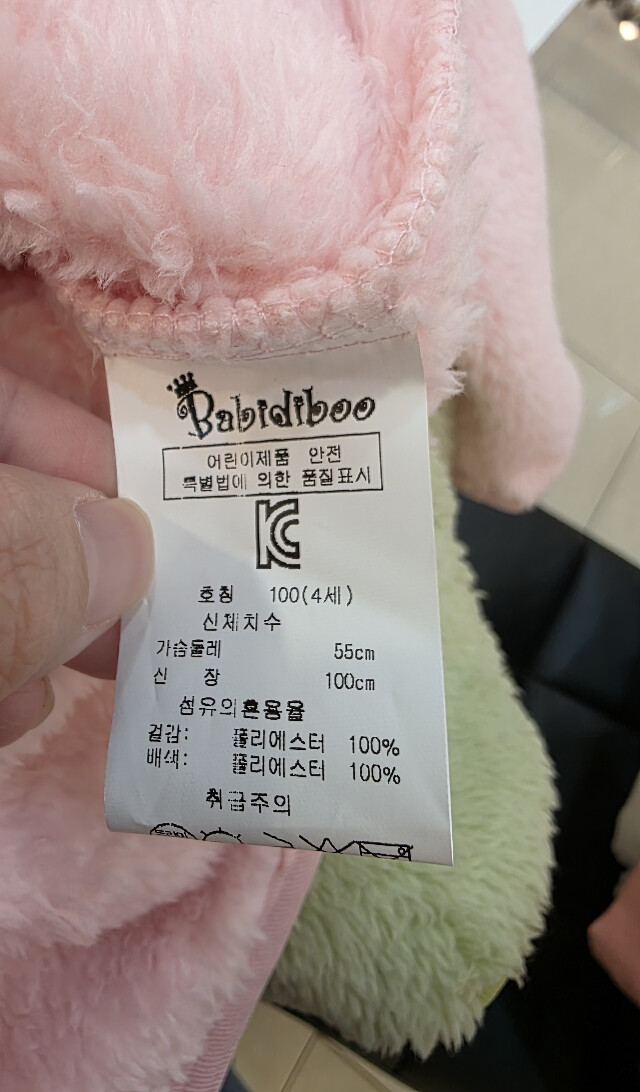 Babidiboo
어린이제품 안전
특별법에 의한 품질표시
KC
호칭 100(4세)
신체치수
가슴둘레 55cm
신 장 100cm
섬유의혼용율
겉감: 폴리에스터 100%
배색: 폴리에스터 100%
취급주의